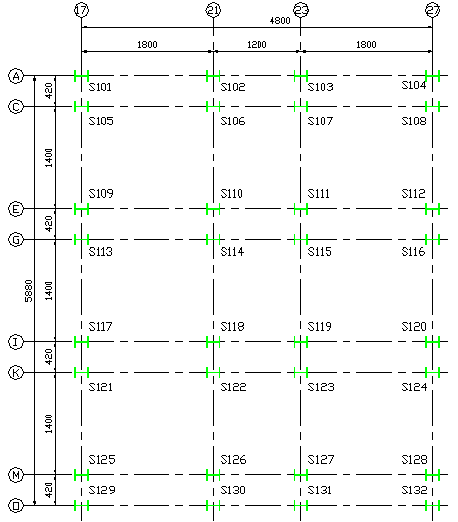 17 21 23 27
4800
1800 1200 1800
A
420
S101 S102 S103 S104
C
S105 S106 S107 S108
1400
S109 S110 S111 S112
E
420
G
S113 S114 S115 S116
5880
1400
S117 S118 S119 S120
I
420
K
S121 S122 S123 S124
1400
S125 S126 S127 S128
M
420
S129 S130 S131 S132